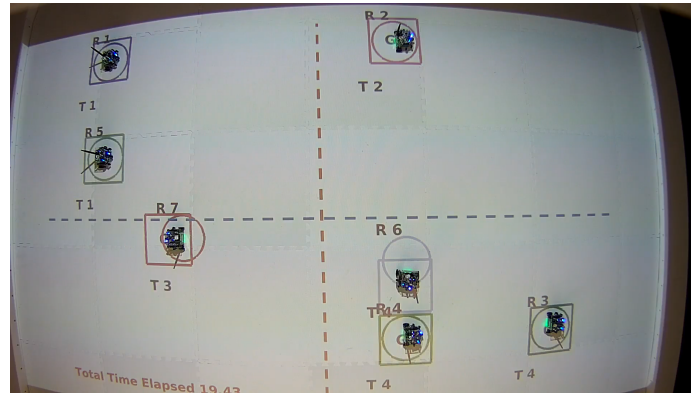 R 1
R 2
T 1
T 2
R 5
T 1
R 7
T 3
R 6
T 4
R 4
R 3
T 4
T 4
Total Time Elapsed 19.43